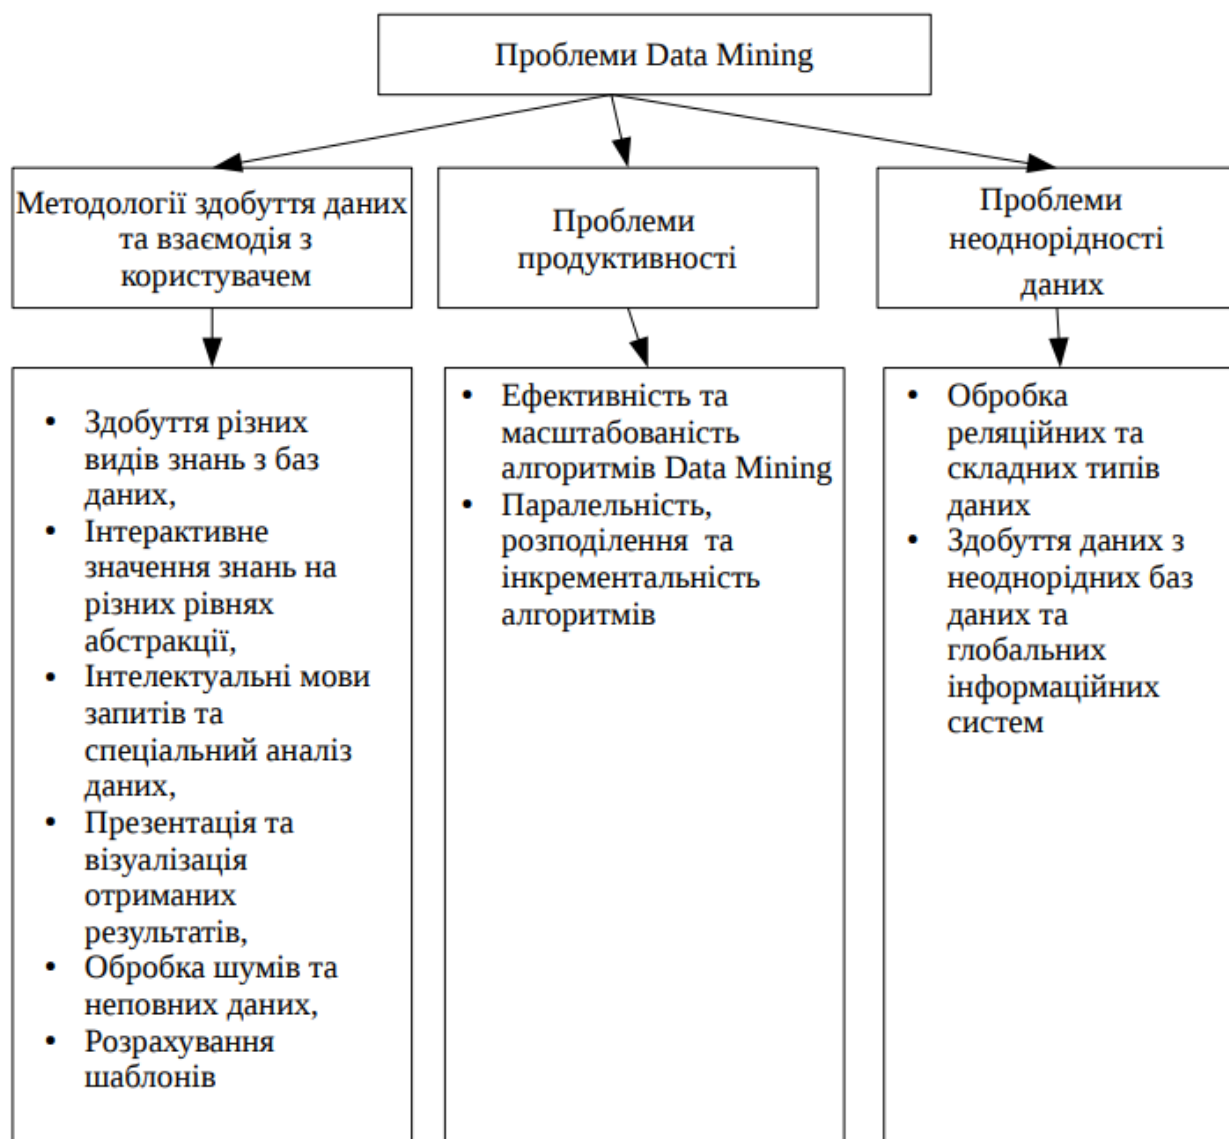 Проблеми Data Mining
Методології здобуття даних
та взаємодія з
користувачем
Проблеми
продуктивності
Проблеми
неоднорідності
даних
• Здобуття різних
видів знань з баз
даних,
• Інтерактивне
значення знань на
різних рівнях
абстракції,
• Інтелектуальні мови
запитів та
спеціальний аналіз
даних,
• Презентація та
візуалізація
отриманих
результатів,
• Обробка шумів та
неповних даних,
• Розрахування
шаблонів
• Ефективність та
масштабованість
алгоритмів Data Mining
• Паралельність,
розподілення та
інкрементальність
алгоритмів
• Обробка
реляційних та
складних типів
даних
• Здобуття даних з
неоднорідних баз
даних та
глобальних
інформаційних
систем